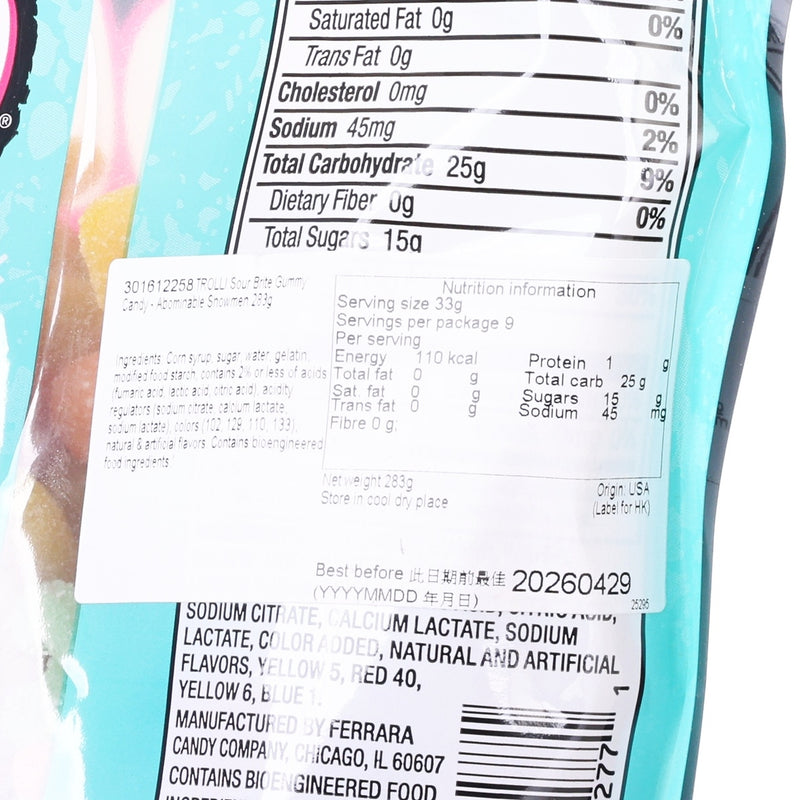 Saturated Fat 0g 0%
Trans Fat 0g
Cholesterol 0mg 0%
Sodium 45mg 2%
Total Carbohydrate 25g 9%
Dietary Fiber 0g 0%
Total Sugars 15g
®
301612258 TROLLI Sour Brite Gummy
Candy - Abominable Snowmen 283g
Ingredients: Corn syrup, sugar, water, gelatin,
modified food starch, contains 2% or less of acids
(fumaric acid, lactic acid, citric acid), acidity
regulators (sodium citrate, calcium lactate,
sodium lactate), colors (102, 129, 110, 133),
natural & artificial flavors. Contains bioengineered
food ingredients.
Nutrition information
Serving size 33g
Servings per package 9
Per serving
Energy 110 kcal Protein 1 g
Total fat 0 g Total carb 25 g
Sat. fat 0 g Sugars 15 g
Trans fat 0 g Sodium 45 mg
Fibre 0 g;
Net weight 283g
Store in cool dry place
Origin: USA
(Label for HK)
Best before 此日期前最佳 20260429
(YYYYMMDD 年月日)
25295
SODIUM CITRATE, CALCIUM LACTATE, SODIUM
LACTATE, COLOR ADDED, NATURAL AND ARTIFICIAL
FLAVORS, YELLOW 5, RED 40,
YELLOW 6, BLUE 1.
MANUFACTURED BY FERRARA
CANDY COMPANY, CHICAGO, IL 60607
CONTAINS BIOENGINEERED FOOD
277 1